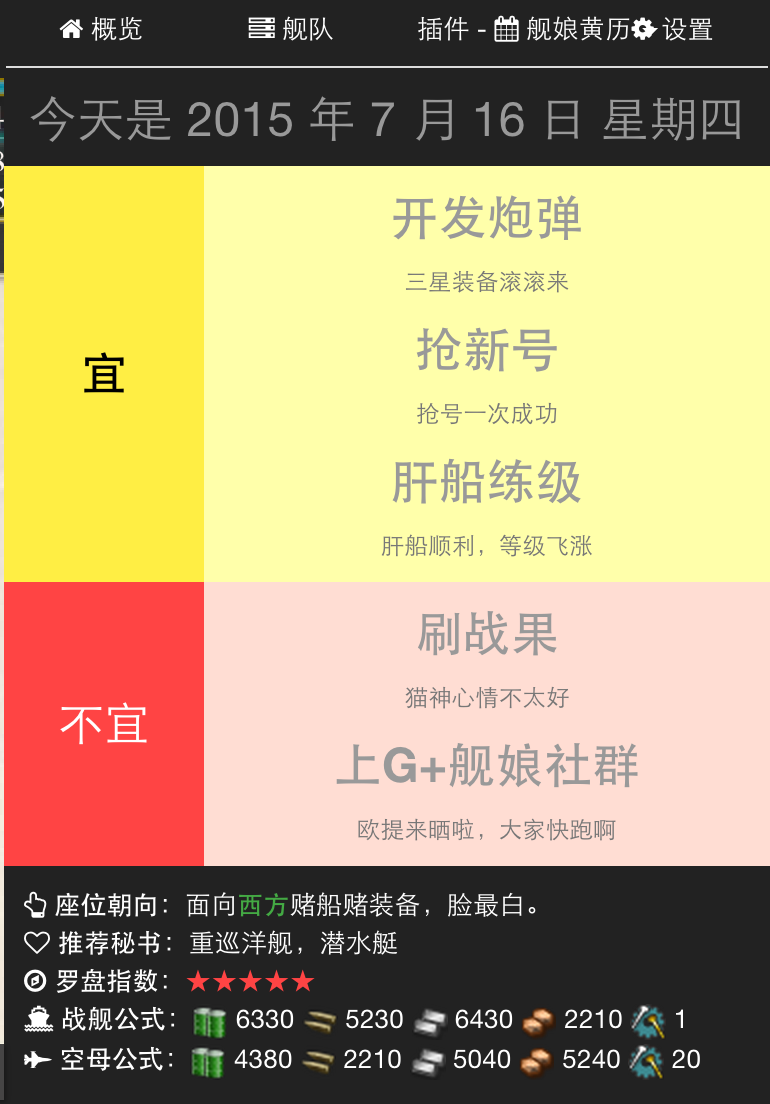 概览 舰队 插件 - 舰娘黄历 设置
今天是 2015 年 7 月 16 日 星期四
宜
开发炮弹
三星装备滚滚来
抢新号
抢号一次成功
肝船练级
肝船顺利，等级飞涨
不宜
刷战果
猫神心情不太好
上G+舰娘社群
欧提来晒啦，大家快跑啊
座位朝向：面向西方赌船赌装备，脸最白。
推荐秘书：重巡洋舰，潜水艇
罗盘指数：★★★★★
战舰公式：6330 5230 6430 2210 1
空母公式：4380 2210 5040 5240 20